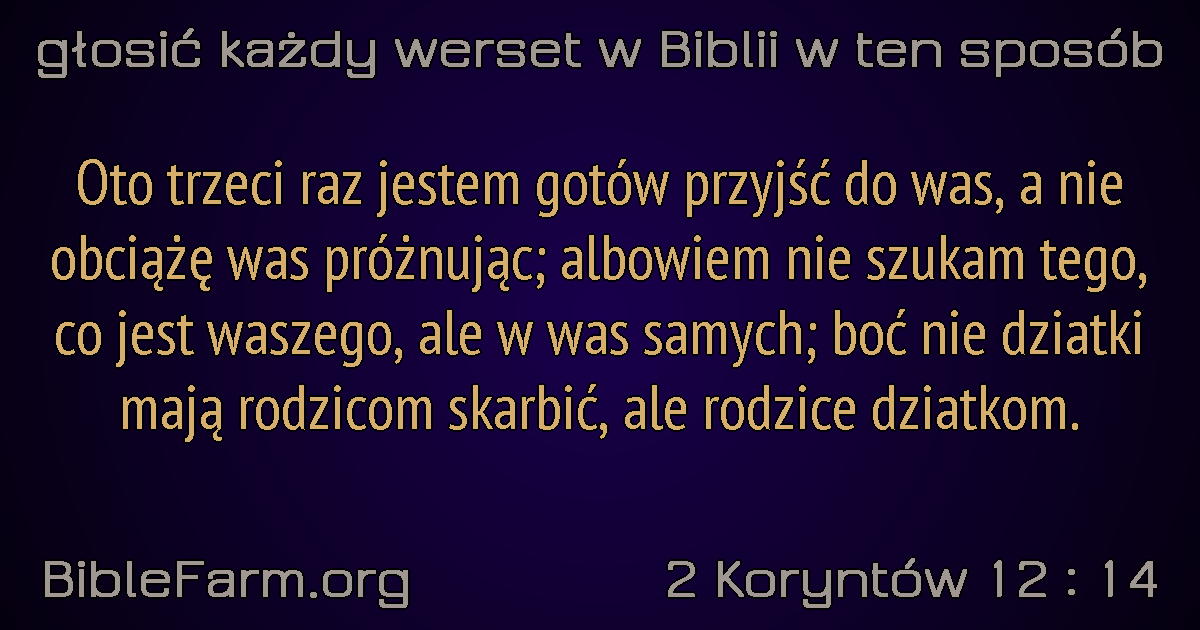 głosić każdy werset w Biblii w ten sposób
Oto trzeci raz jestem gotów przyjść do was, a nie
obciążę was próżnując; albowiem nie szukam tego,
co jest waszego, ale w was samych; boć nie dziatki
mają rodzicom skarbić, ale rodzice dziatkom.
BibleFarm.org
2 Koryntów 12 : 14